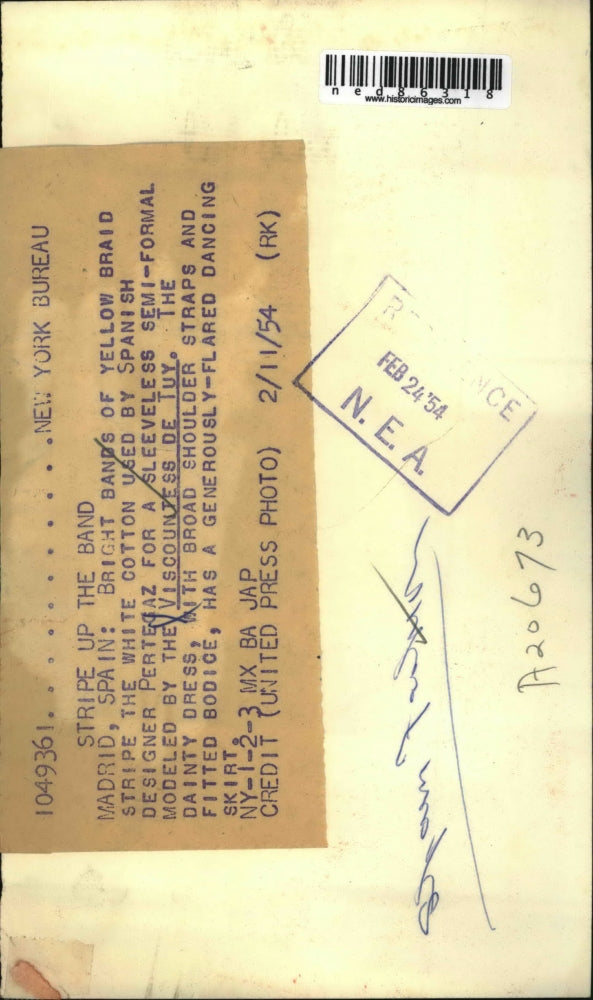 ned86318
www.historicimages.com
1049361...............NEW YORK BUREAU
STRIPE UP THE BAND
MADRID, SPAIN: BRIGHT BANDS OF YELLOW BRAID
STRIPE THE WHITE COTTON USED BY SPANISH
DESIGNER PERTEGAZ FOR A SLEEVELESS SEMI-FORMAL
MODELED BY THE VISCOUNTESS DE TUY. THE
DAINTY DRESS, WITH BROAD SHOULDER STRAPS AND
FITTED BODICE, HAS A GENEROUSLY-FLARED DANCING
SKIRT.
NY-1-2-3 MX BA JAP
CREDIT (UNITED PRESS PHOTO) 2/11/54 (RK)
FEB 24 '54
N. E. A.
A20673